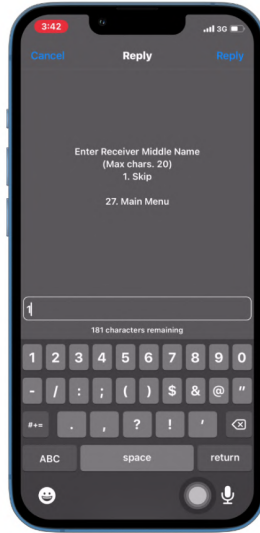 3:42
3G
Cancel Reply Reply
Enter Receiver Middle Name
(Max chars. 20)
1. Skip
27. Main Menu
1
181 characters remaining
1 2 3 4 5 6 7 8 9 0
- / : ; ( ) $ & @ "
#+= . , ? ! '
ABC space return